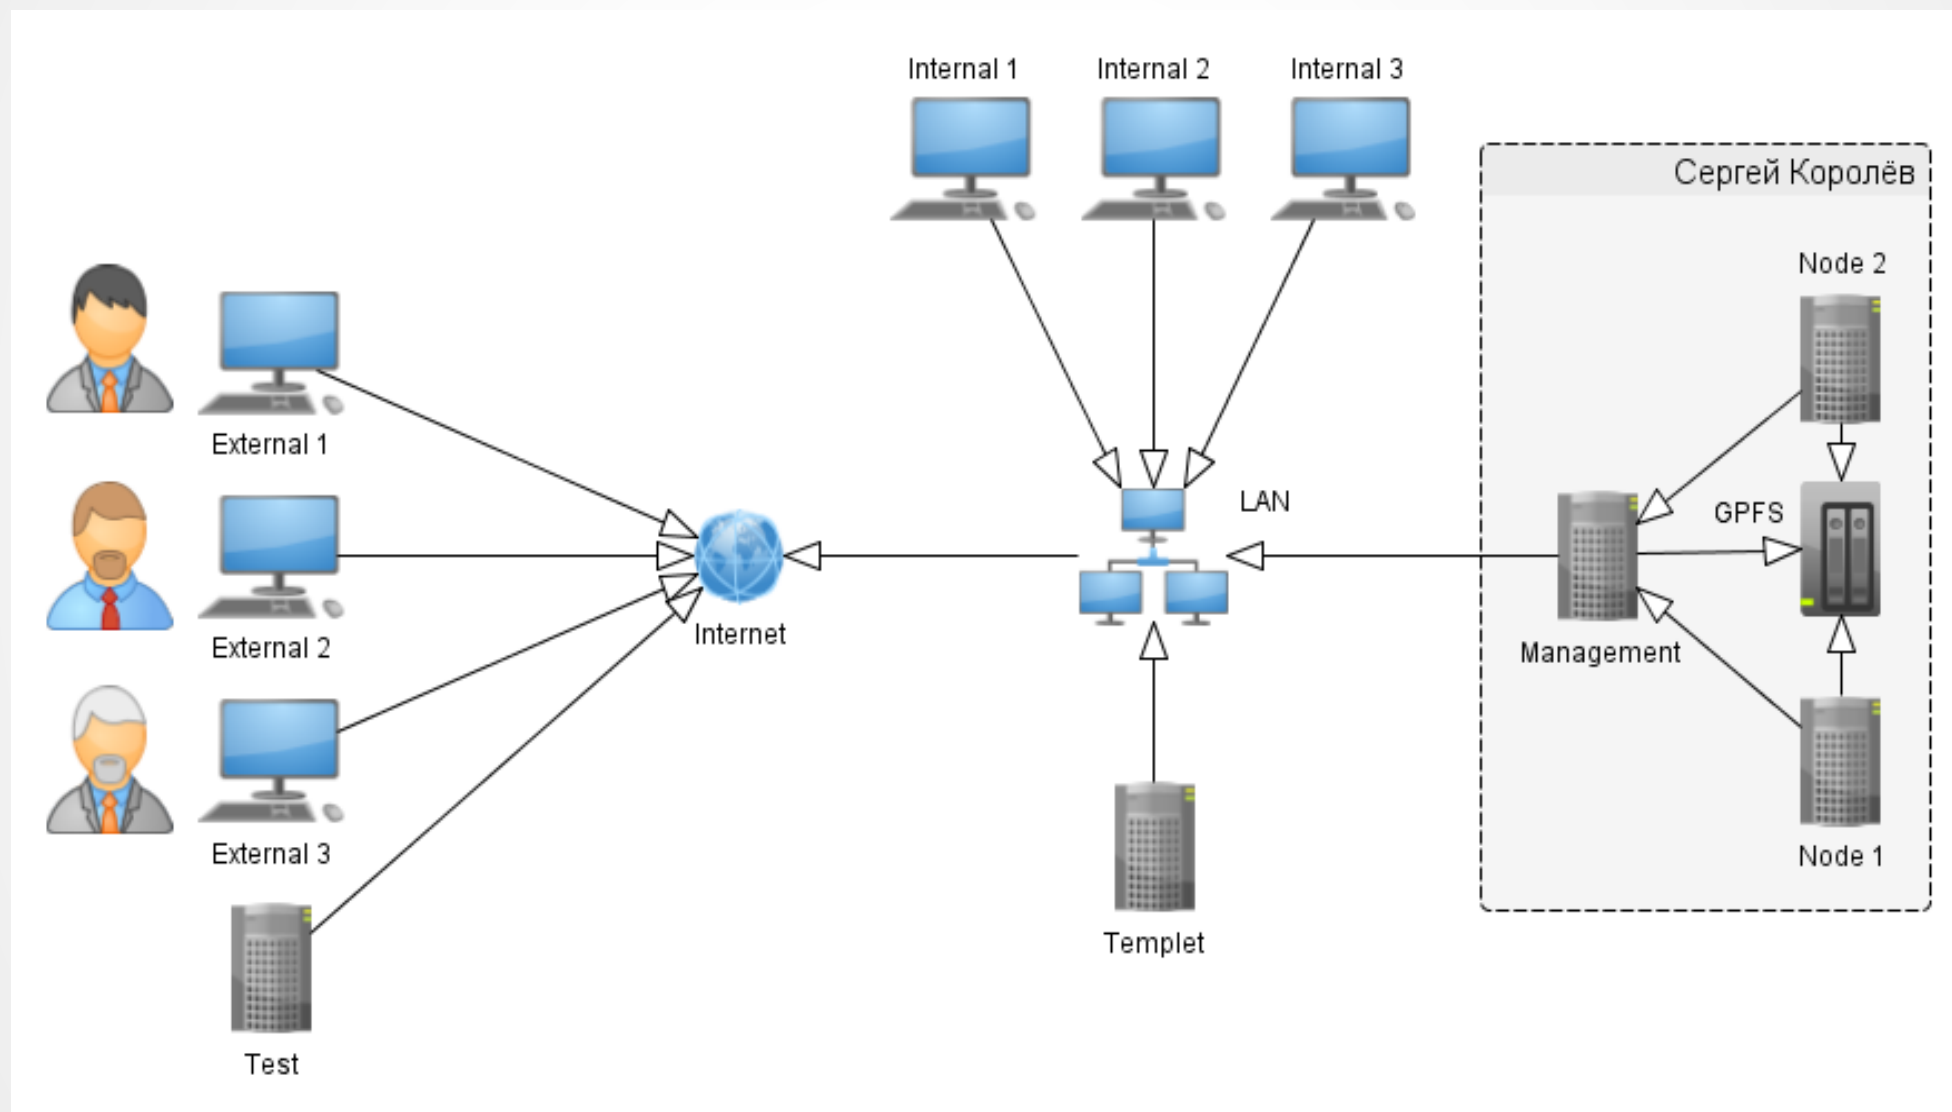 Internal 1
Internal 2
Internal 3
Сергей Королёв
Node 2
External 1
LAN
GPFS
External 2
Internet
Management
External 3
Node 1
Templet
Test